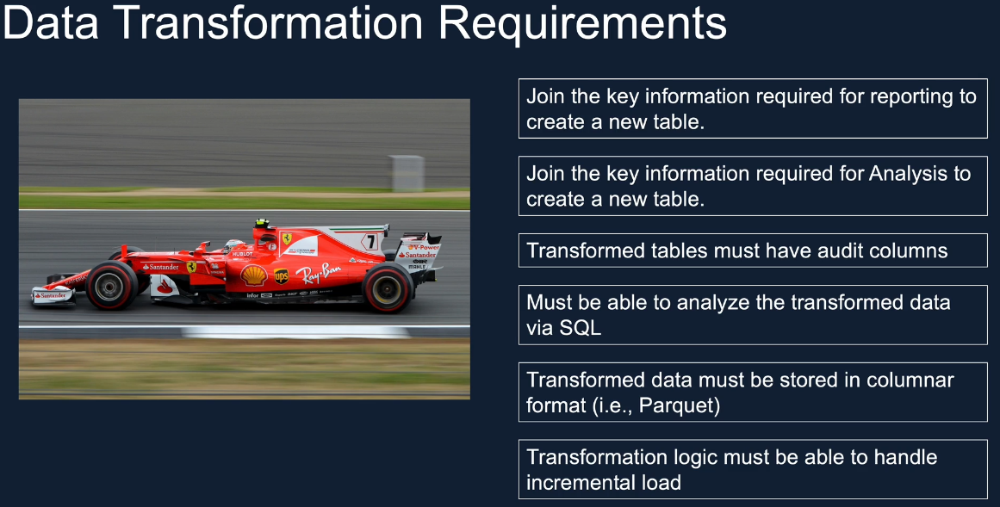 Data Transformation Requirements
Join the key information required for reporting to
create a new table.
Join the key information required for Analysis to
create a new table.
Transformed tables must have audit columns
Must be able to analyze the transformed data
via SQL
Transformed data must be stored in columnar
format (i.e., Parquet)
Transformation logic must be able to handle
incremental load
7
V-Power
Santander
MAHLE
HUBLOT
Santander
ups
Ray-Ban
infor
Santander